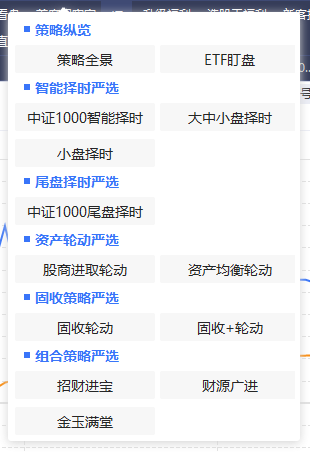 策略纵览
策略全景 ETF盯盘
智能择时严选
中证1000智能择时 大中小盘择时
小盘择时
尾盘择时严选
中证1000尾盘择时
资产轮动严选
股商进取轮动 资产均衡轮动
固收策略严选
固收轮动 固收+轮动
组合策略严选
招财进宝 财源广进
金玉满堂